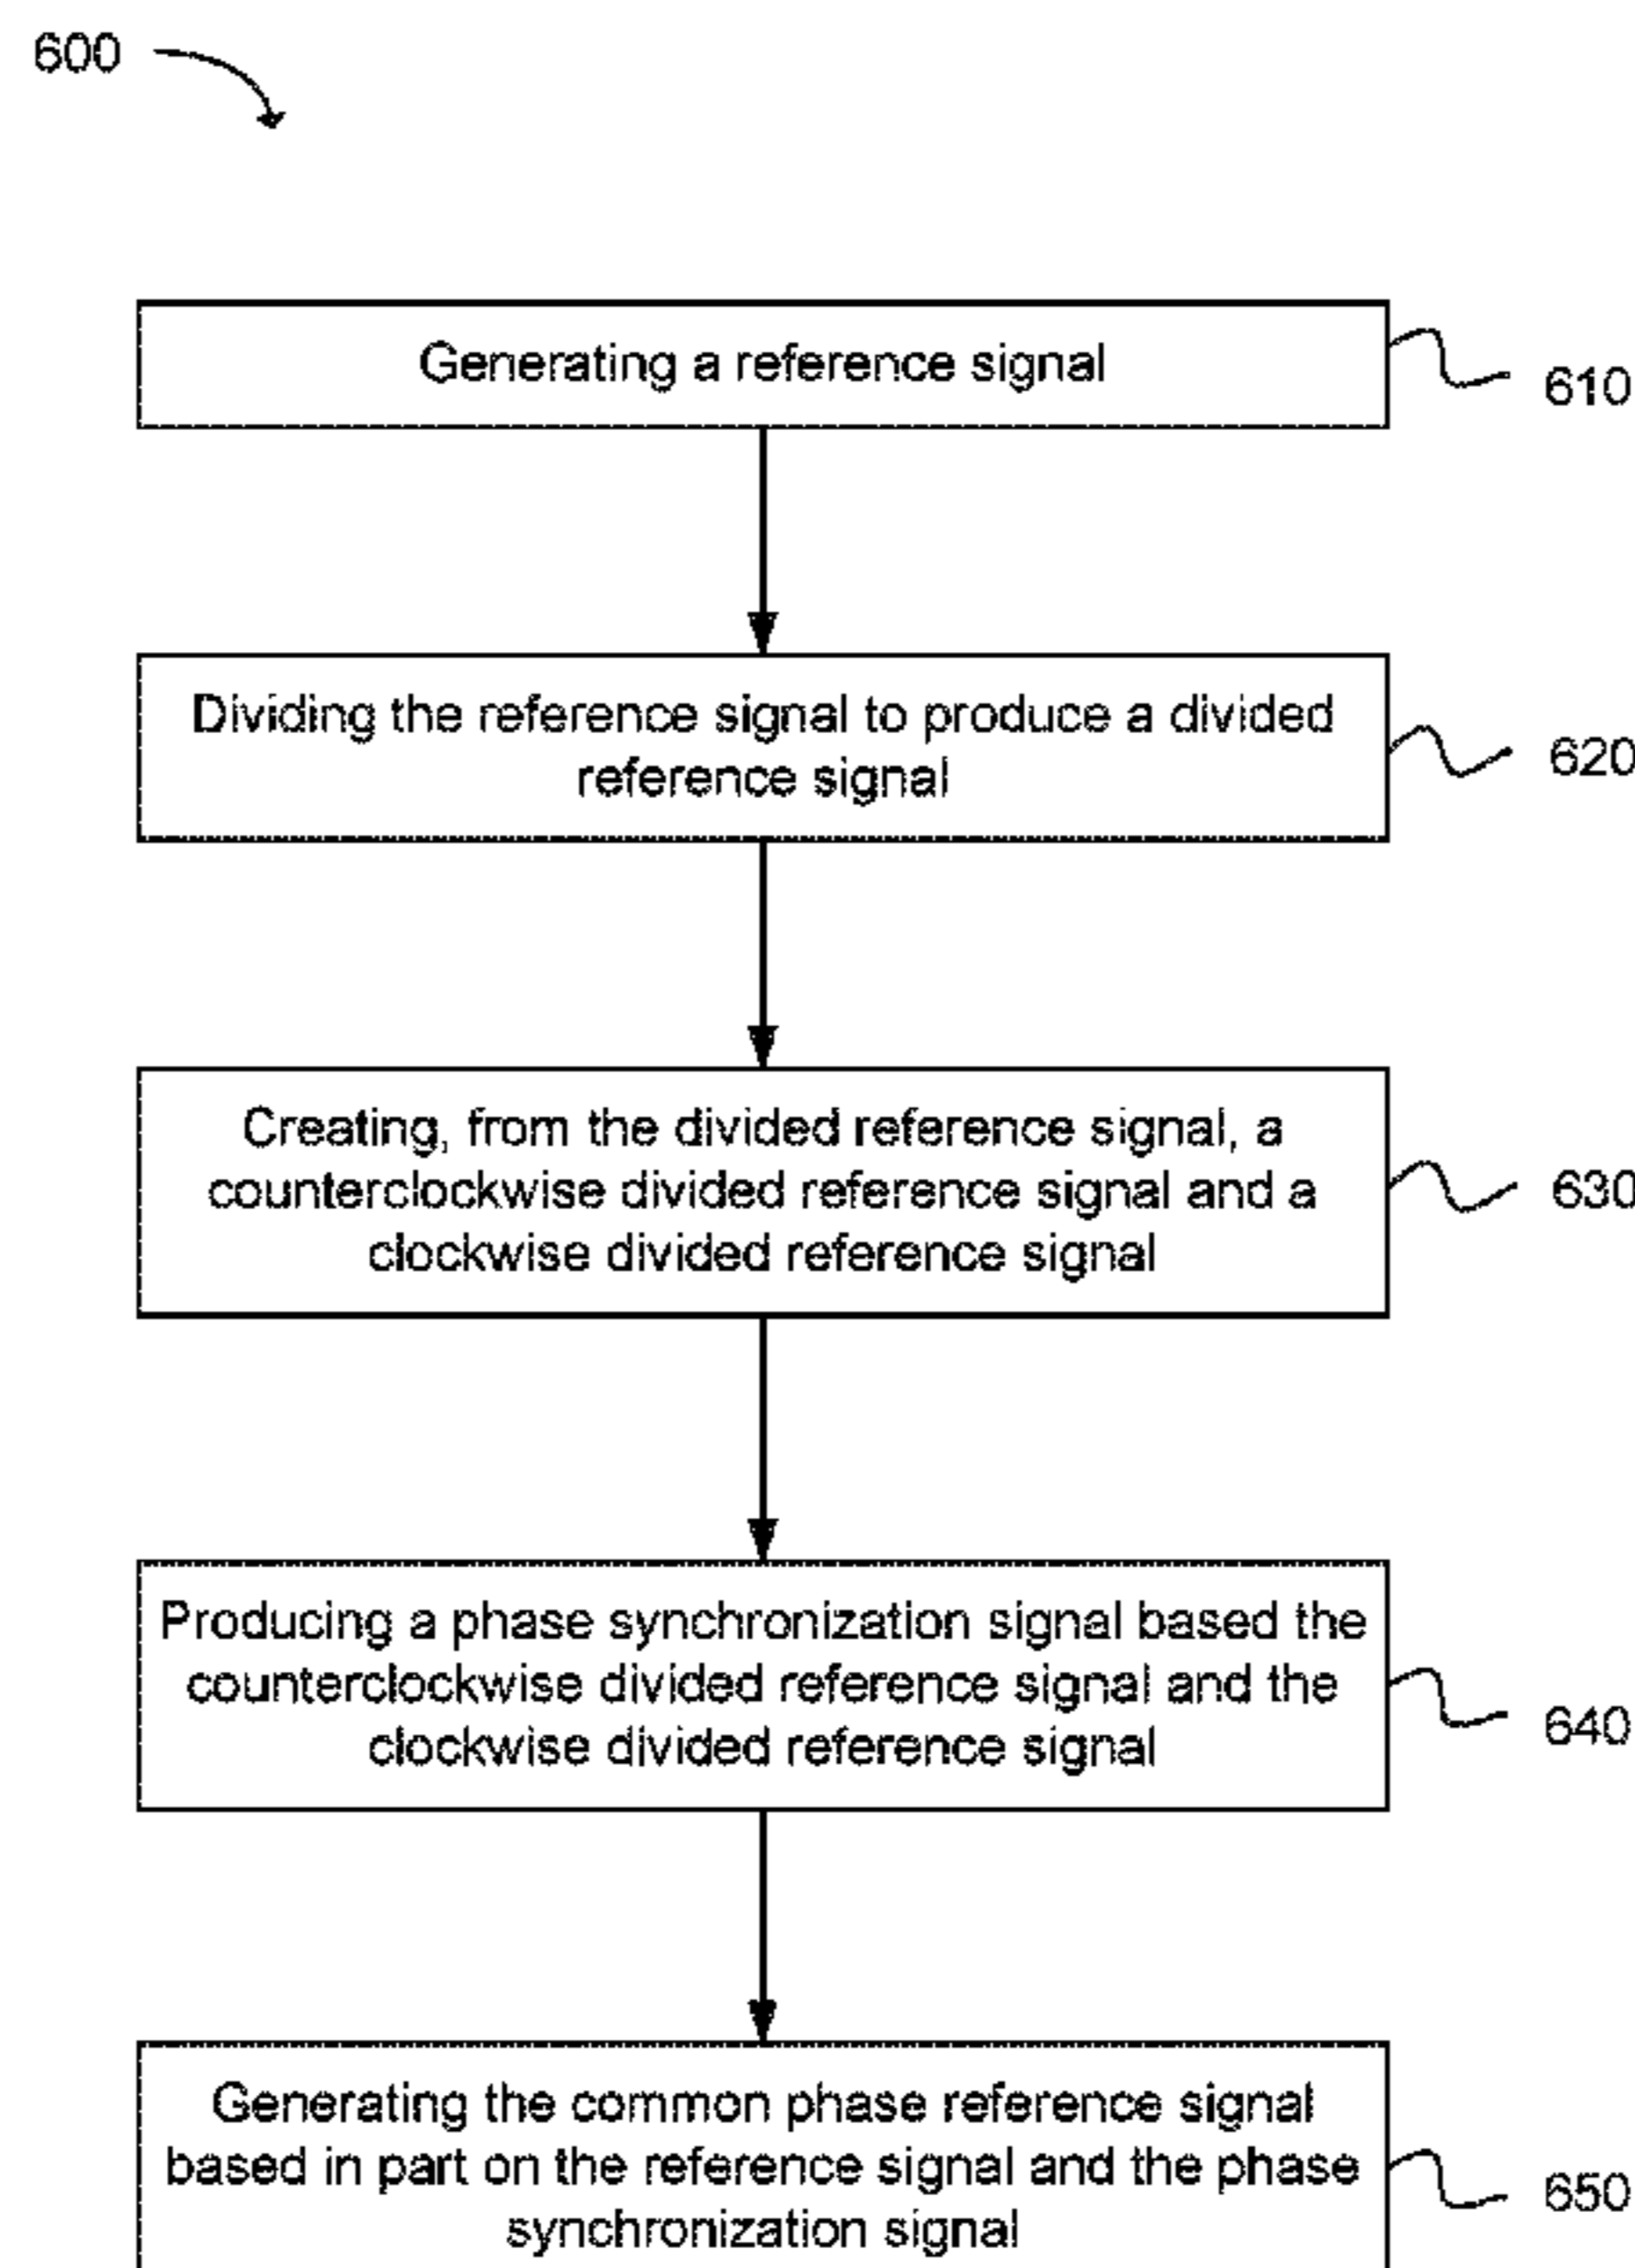 600
Generating a reference signal
610
Dividing the reference signal to produce a divided
reference signal
620
Creating, from the divided reference signal, a
counterclockwise divided reference signal and a
clockwise divided reference signal
630
Producing a phase synchronization signal based the
counterclockwise divided reference signal and the
clockwise divided reference signal
640
Generating the common phase reference signal
based in part on the reference signal and the phase
synchronization signal
650